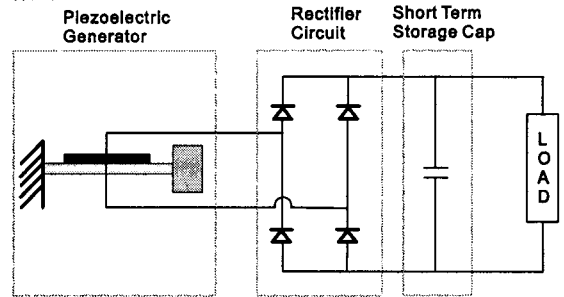 Piezoelectric
Generator
Rectifier
Circuit
Short Term
Storage Cap
L
O
A
D